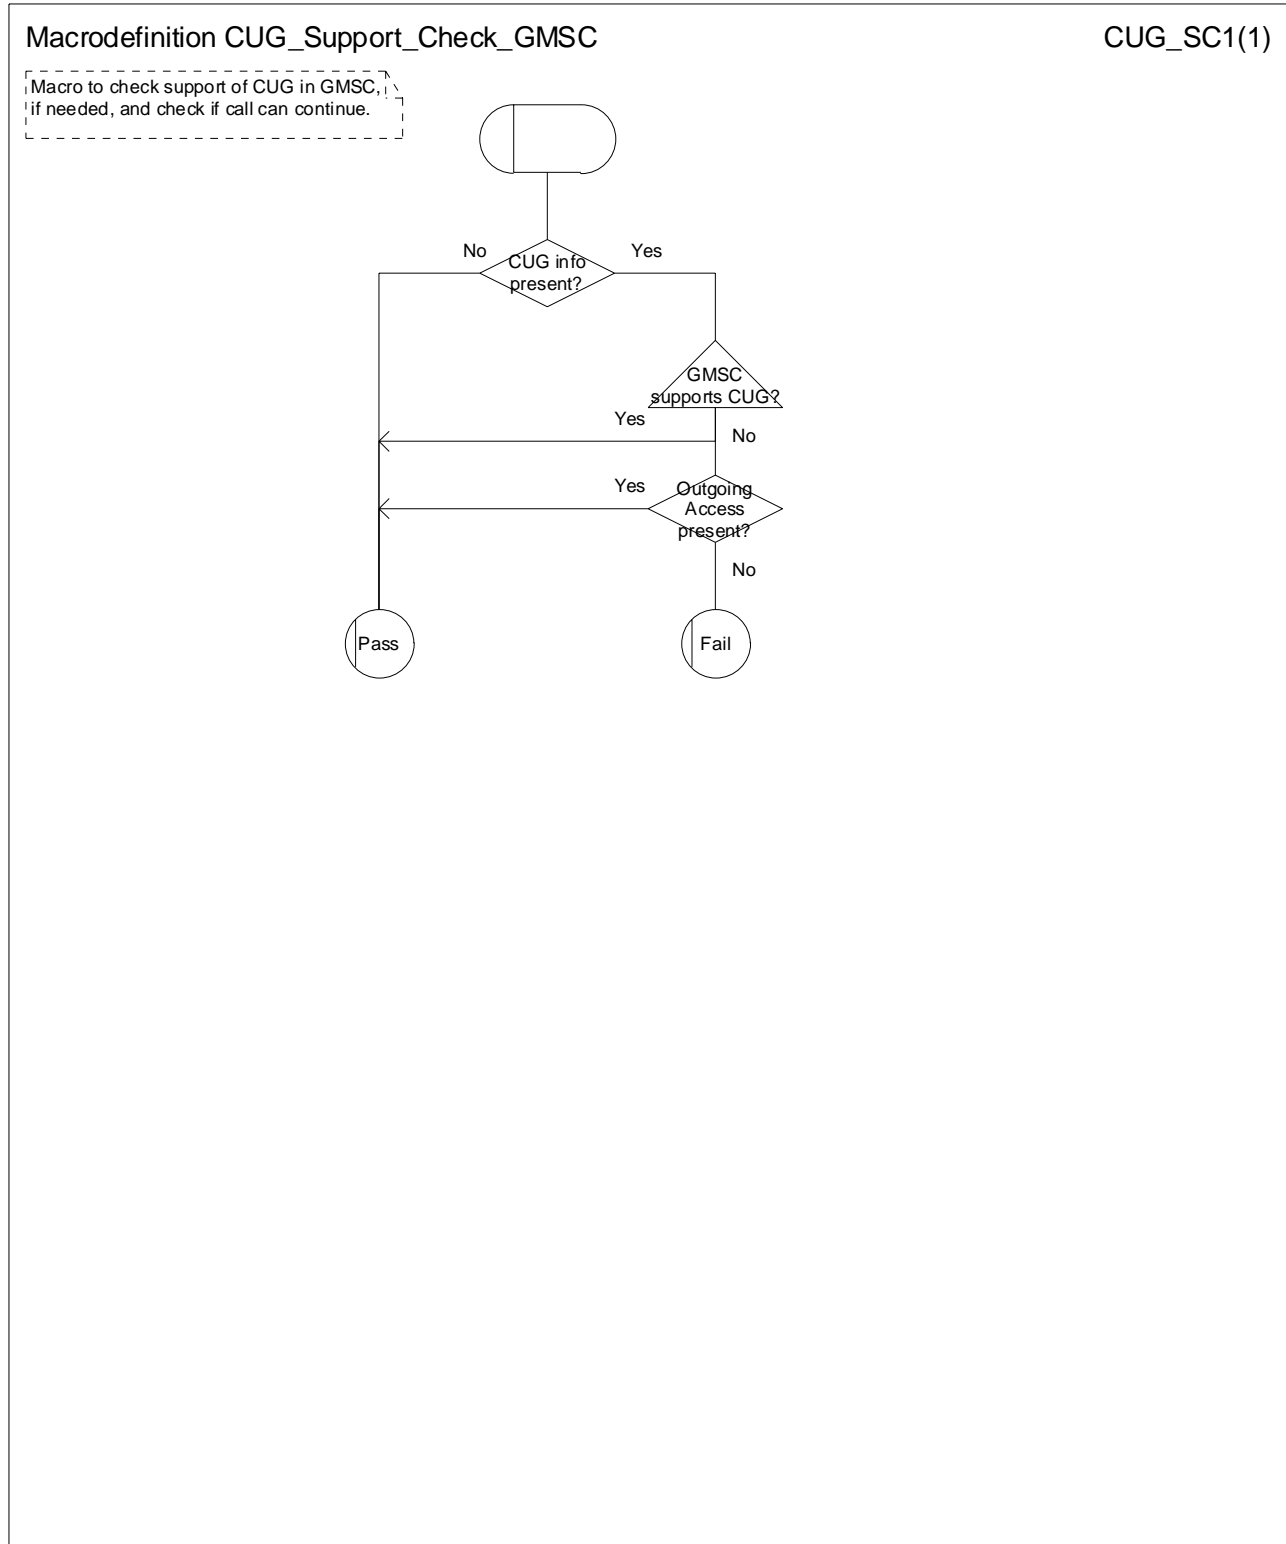 Macrodefinition CUG_Support_Check_GMSC
CUG_SC1(1)
Macro to check support of CUG in GMSC,
if needed, and check if call can continue.
No
Yes
CUG info
present?
GMSC
supports CUG?
Yes
No
Yes
Outgoing
Access
present?
No
Pass
Fail